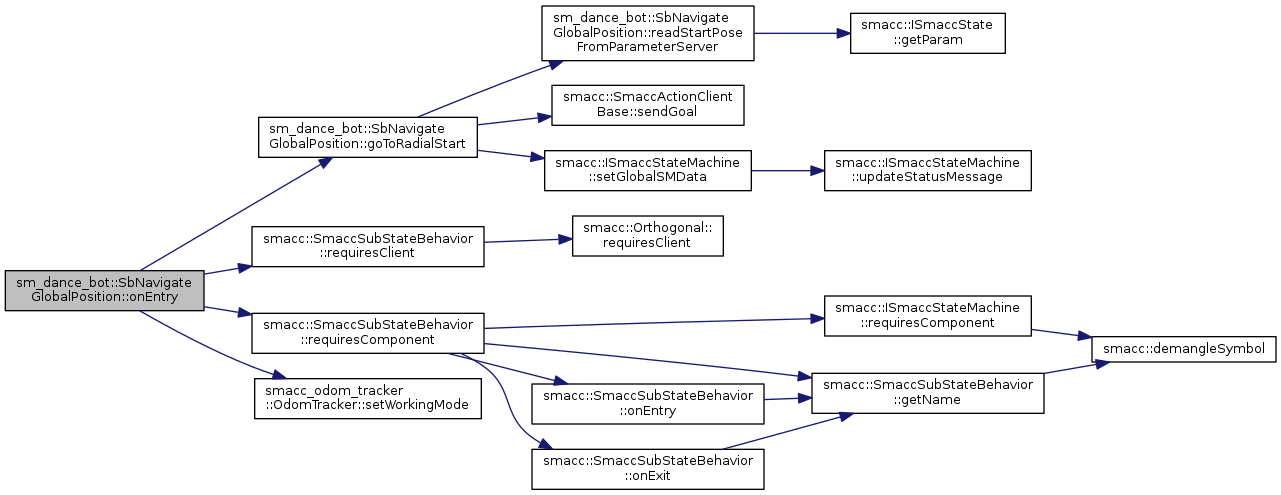 sm_dance_bot::SbNavigate
GlobalPosition::readStartPose
FromParameterServer
smacc::ISmaccState
::getParam
smacc::SmaccActionClient
Base::sendGoal
sm_dance_bot::SbNavigate
GlobalPosition::goToRadialStart
smacc::ISmaccStateMachine
::setGlobalSMData
smacc::ISmaccStateMachine
::updateStatusMessage
smacc::SmaccSubStateBehavior
::requiresClient
smacc::Orthogonal::
requiresClient
sm_dance_bot::SbNavigate
GlobalPosition::onEntry
smacc::SmaccSubStateBehavior
::requiresComponent
smacc::ISmaccStateMachine
::requiresComponent
smacc::demangleSymbol
smacc_odom_tracker
::OdomTracker::setWorkingMode
smacc::SmaccSubStateBehavior
::onEntry
smacc::SmaccSubStateBehavior
::getName
smacc::SmaccSubStateBehavior
::onExit